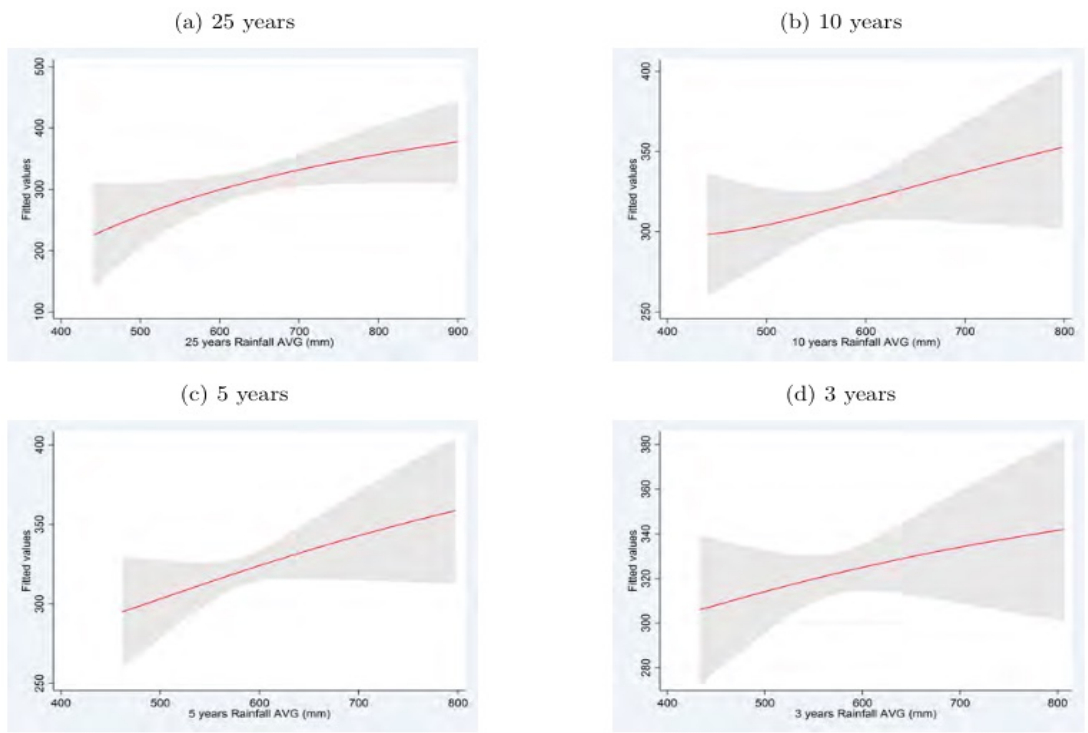 (a) 25 years
500
400
300
200
100
Fitted values
400 500 600 700 800 900
25 years Rainfall AVG (mm)
(b) 10 years
400
350
300
250
Fitted values
400 500 600 700 800
10 years Rainfall AVG (mm)
(c) 5 years
400
350
300
250
Fitted values
400 500 600 700 800
5 years Rainfall AVG (mm)
(d) 3 years
380
360
340
320
300
280
Fitted values
400 500 600 700 800
3 years Rainfall AVG (mm)